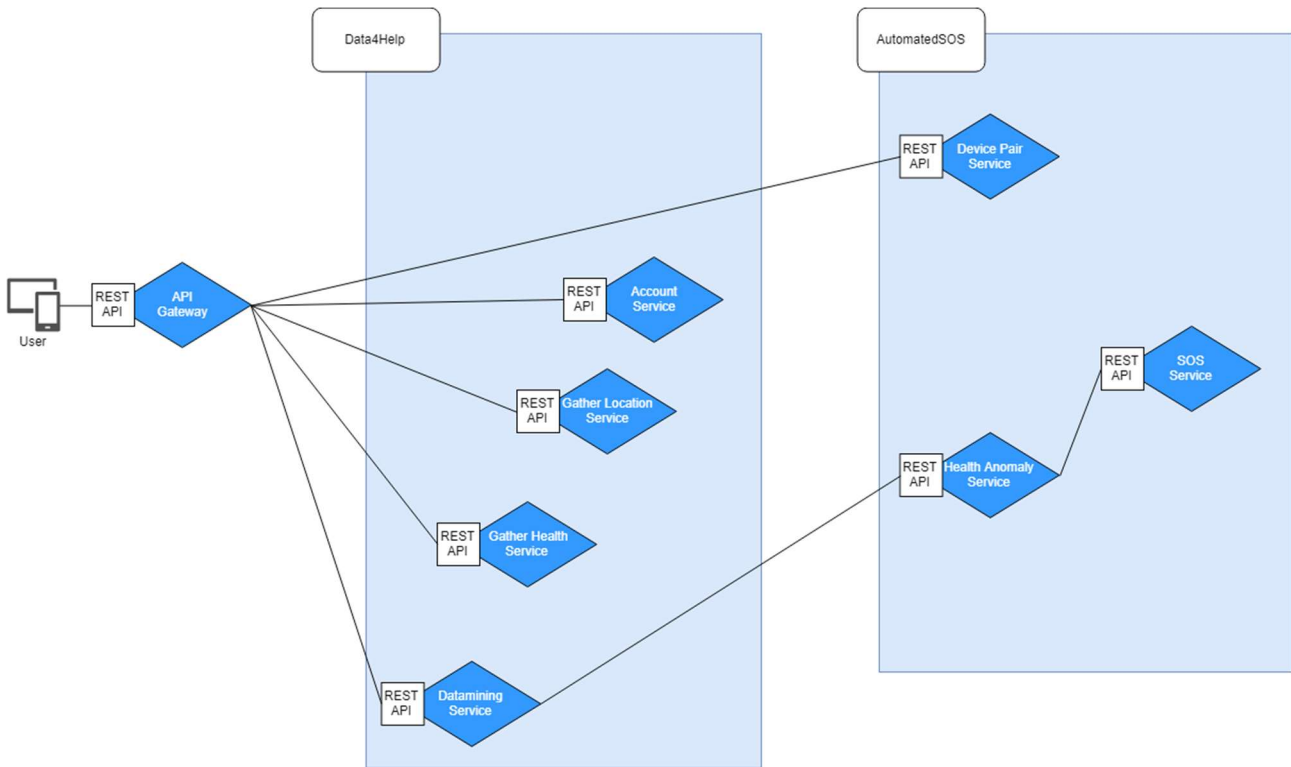 Data4Help
AutomatedSOS
REST
API
Device Pair
Service
REST
API
API
Gateway
User
REST
API
Account
Service
REST
API
Gather Location
Service
REST
API
SOS
Service
REST
API
Health Anomaly
Service
REST
API
Gather Health
Service
REST
API
Datamining
Service